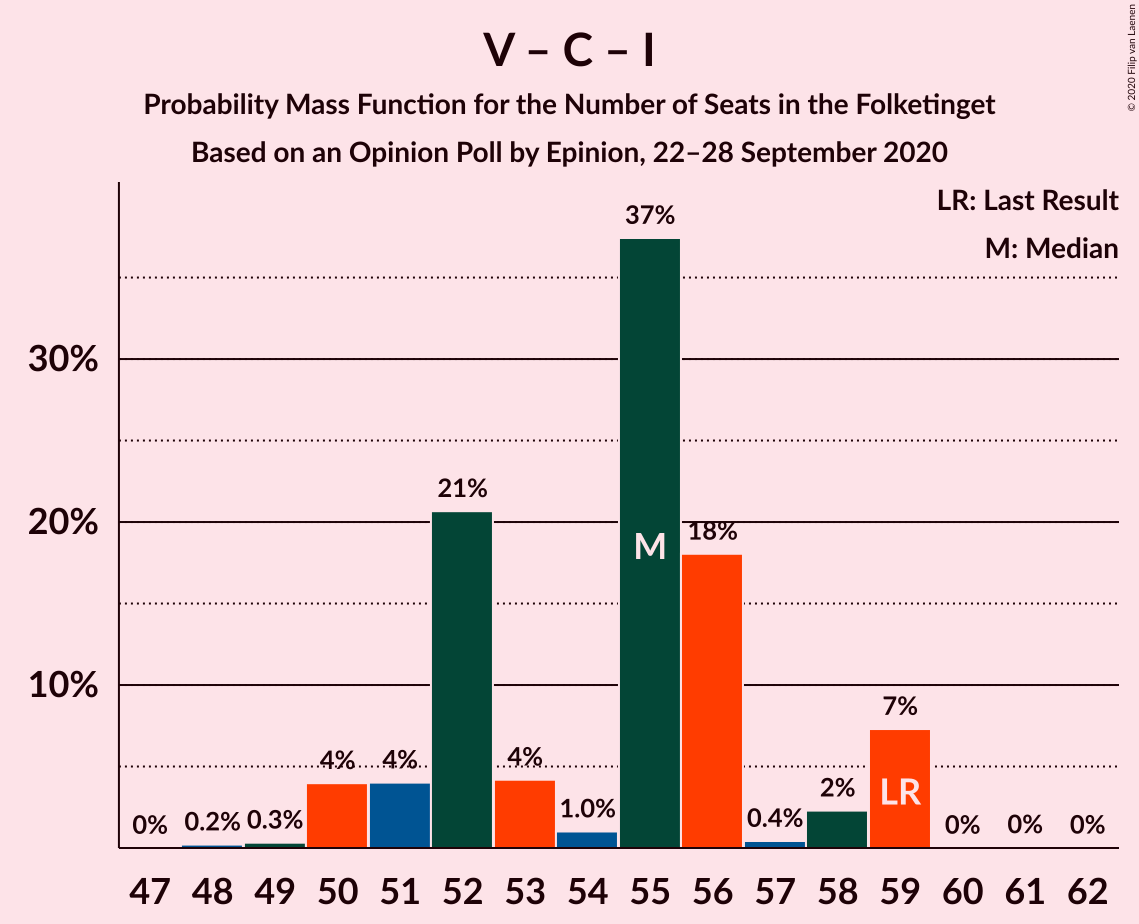 V – C – I
Probability Mass Function for the Number of Seats in the Folketinget
Based on an Opinion Poll by Epinion, 22–28 September 2020
© 2020 Filip van Laenen
LR: Last Result
M: Median
30%
20%
10%
0%
0.2%
0.3%
4%
4%
21%
4%
1.0%
37%
M
18%
0.4%
2%
7%
LR
0%
0%
0%
47 48 49 50 51 52 53 54 55 56 57 58 59 60 61 62